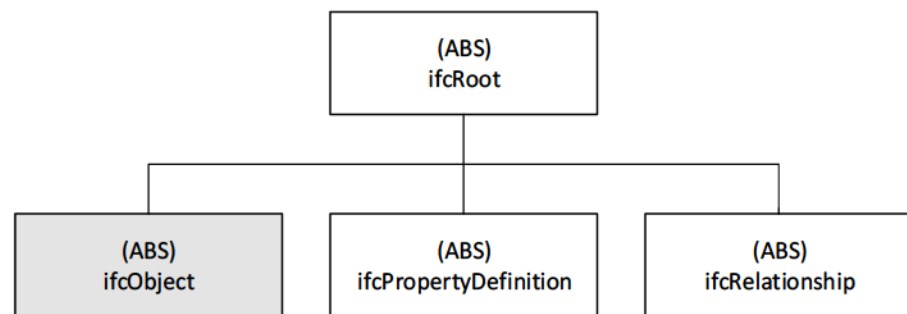 (ABS)
ifcRoot
(ABS)
ifcObject
(ABS)
ifcPropertyDefinition
(ABS)
ifcRelationship